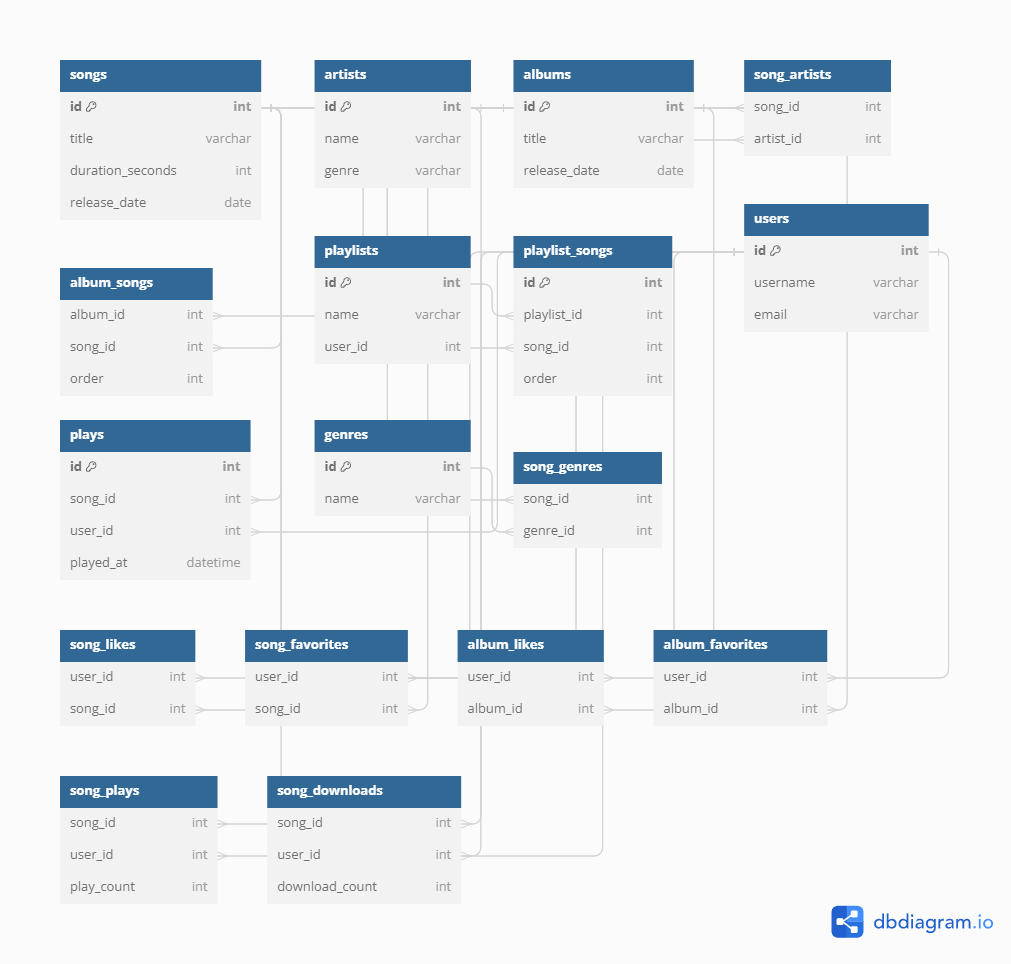 songs
id int
title varchar
duration_seconds int
release_date date
artists
id int
name varchar
genre varchar
albums
id int
title varchar
release_date date
song_artists
song_id int
artist_id int
users
id int
username varchar
email varchar
playlists
id int
name varchar
user_id int
playlist_songs
id int
playlist_id int
song_id int
order int
album_songs
album_id int
song_id int
order int
plays
id int
song_id int
user_id int
played_at datetime
genres
id int
name varchar
song_genres
song_id int
genre_id int
song_likes
user_id int
song_id int
song_favorites
user_id int
song_id int
album_likes
user_id int
album_id int
album_favorites
user_id int
album_id int
song_plays
song_id int
user_id int
play_count int
song_downloads
song_id int
user_id int
download_count int
dbdiagram.io